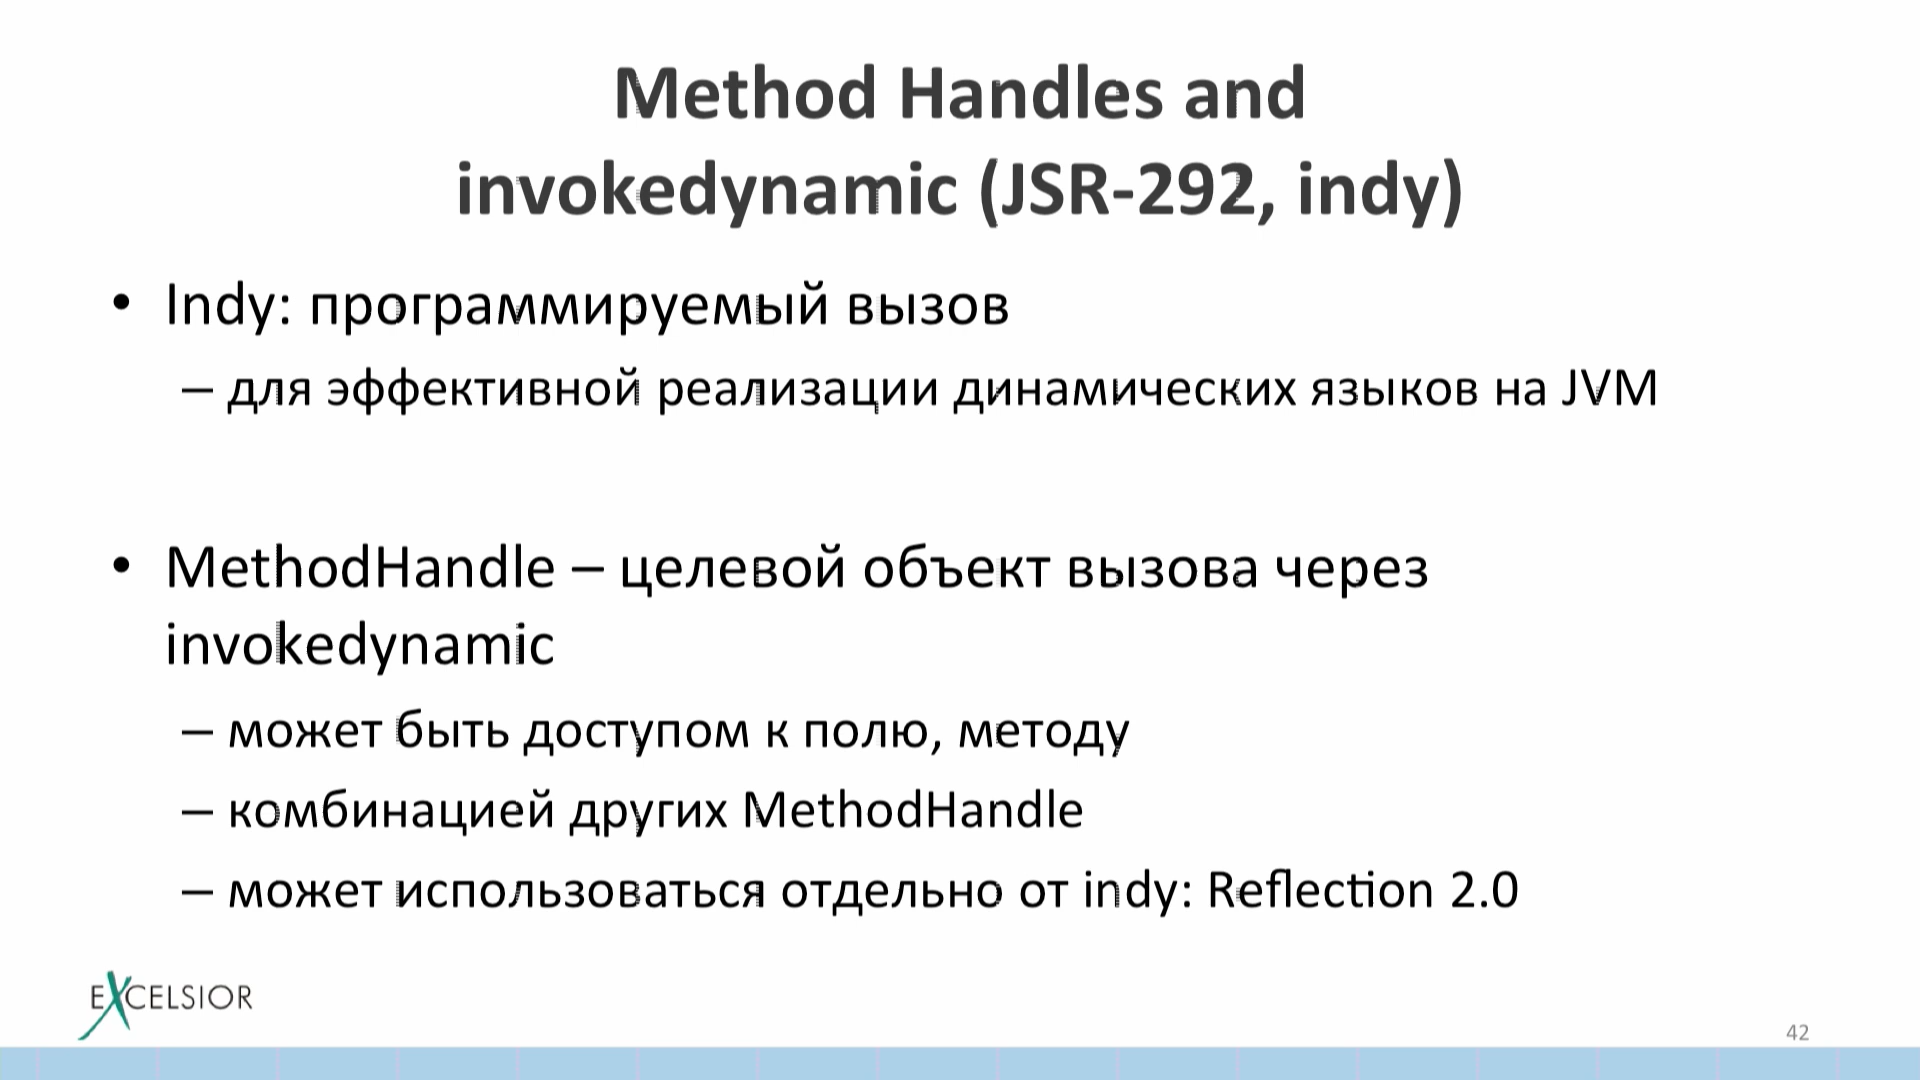 Method Handles and
invokedynamic (JSR-292, indy)
• Indy: программируемый вызов
– для эффективной реализации динамических языков на JVM
• MethodHandle – целевой объект вызова через
invokedynamic
– может быть доступом к полю, методу
– комбинацией других MethodHandle
– может использоваться отдельно от indy: Reflection 2.0
EXCELSIOR
42